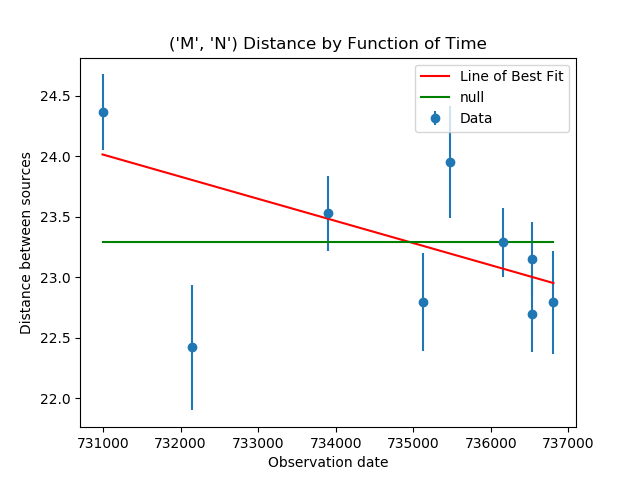 ('M', 'N') Distance by Function of Time
Line of Best Fit
null
Data
Distance between sources
24.5
24.0
23.5
23.0
22.5
22.0
731000 732000 733000 734000 735000 736000 737000
Observation date